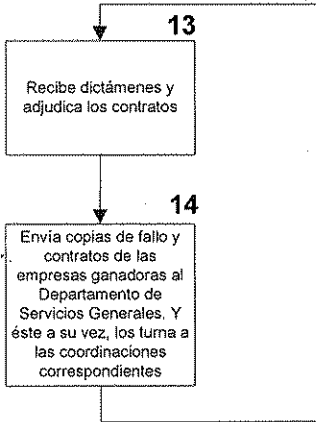 13
Recibe dictámenes y
adjudica los contratos
14
Envía copias de fallo y
contratos de las
empresas ganadoras al
Departamento de
Servicios Generales. Y
éste a su vez, los turna a
las coordinaciones
correspondientes